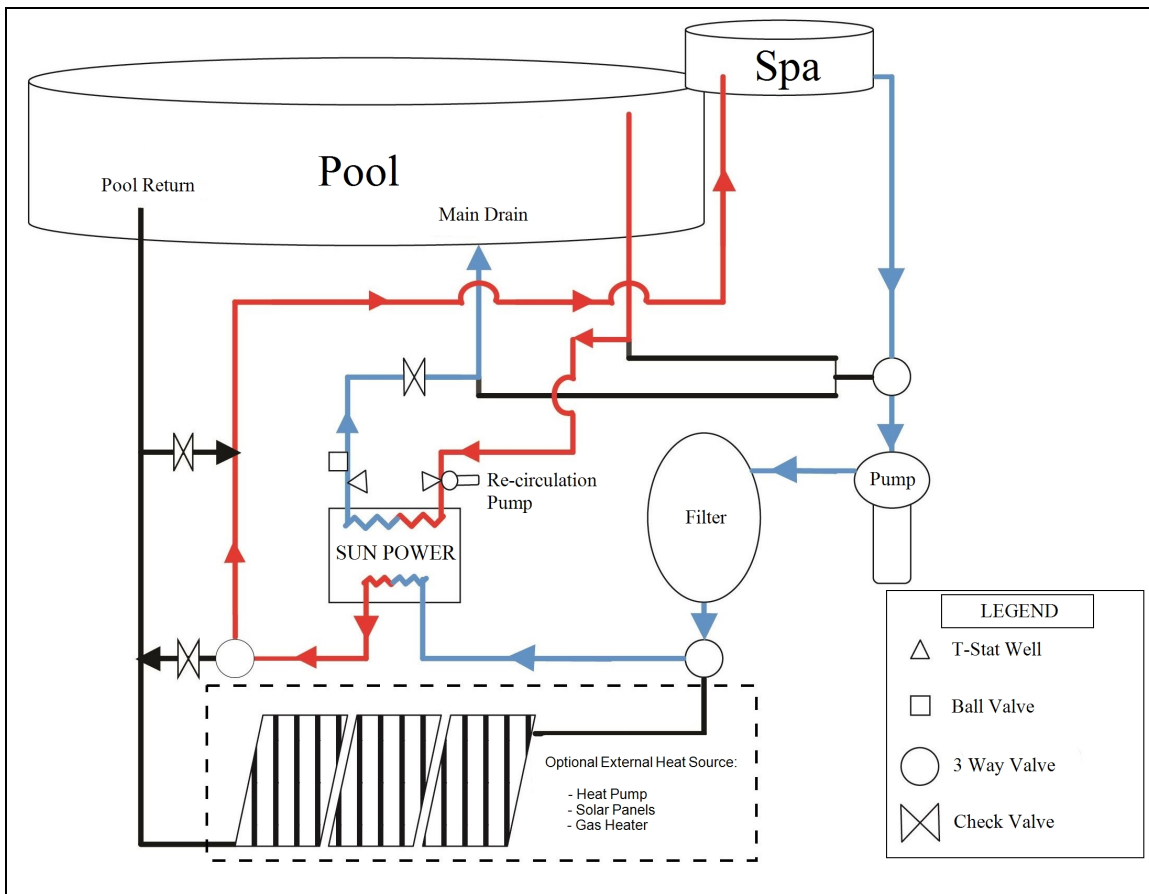 Spa
Pool
Pool Return
Main Drain
Re-circulation
Pump
Pump
Filter
SUN POWER
LEGEND
T-Stat Well
Ball Valve
3 Way Valve
Check Valve
Optional External Heat Source:
- Heat Pump
- Solar Panels
- Gas Heater